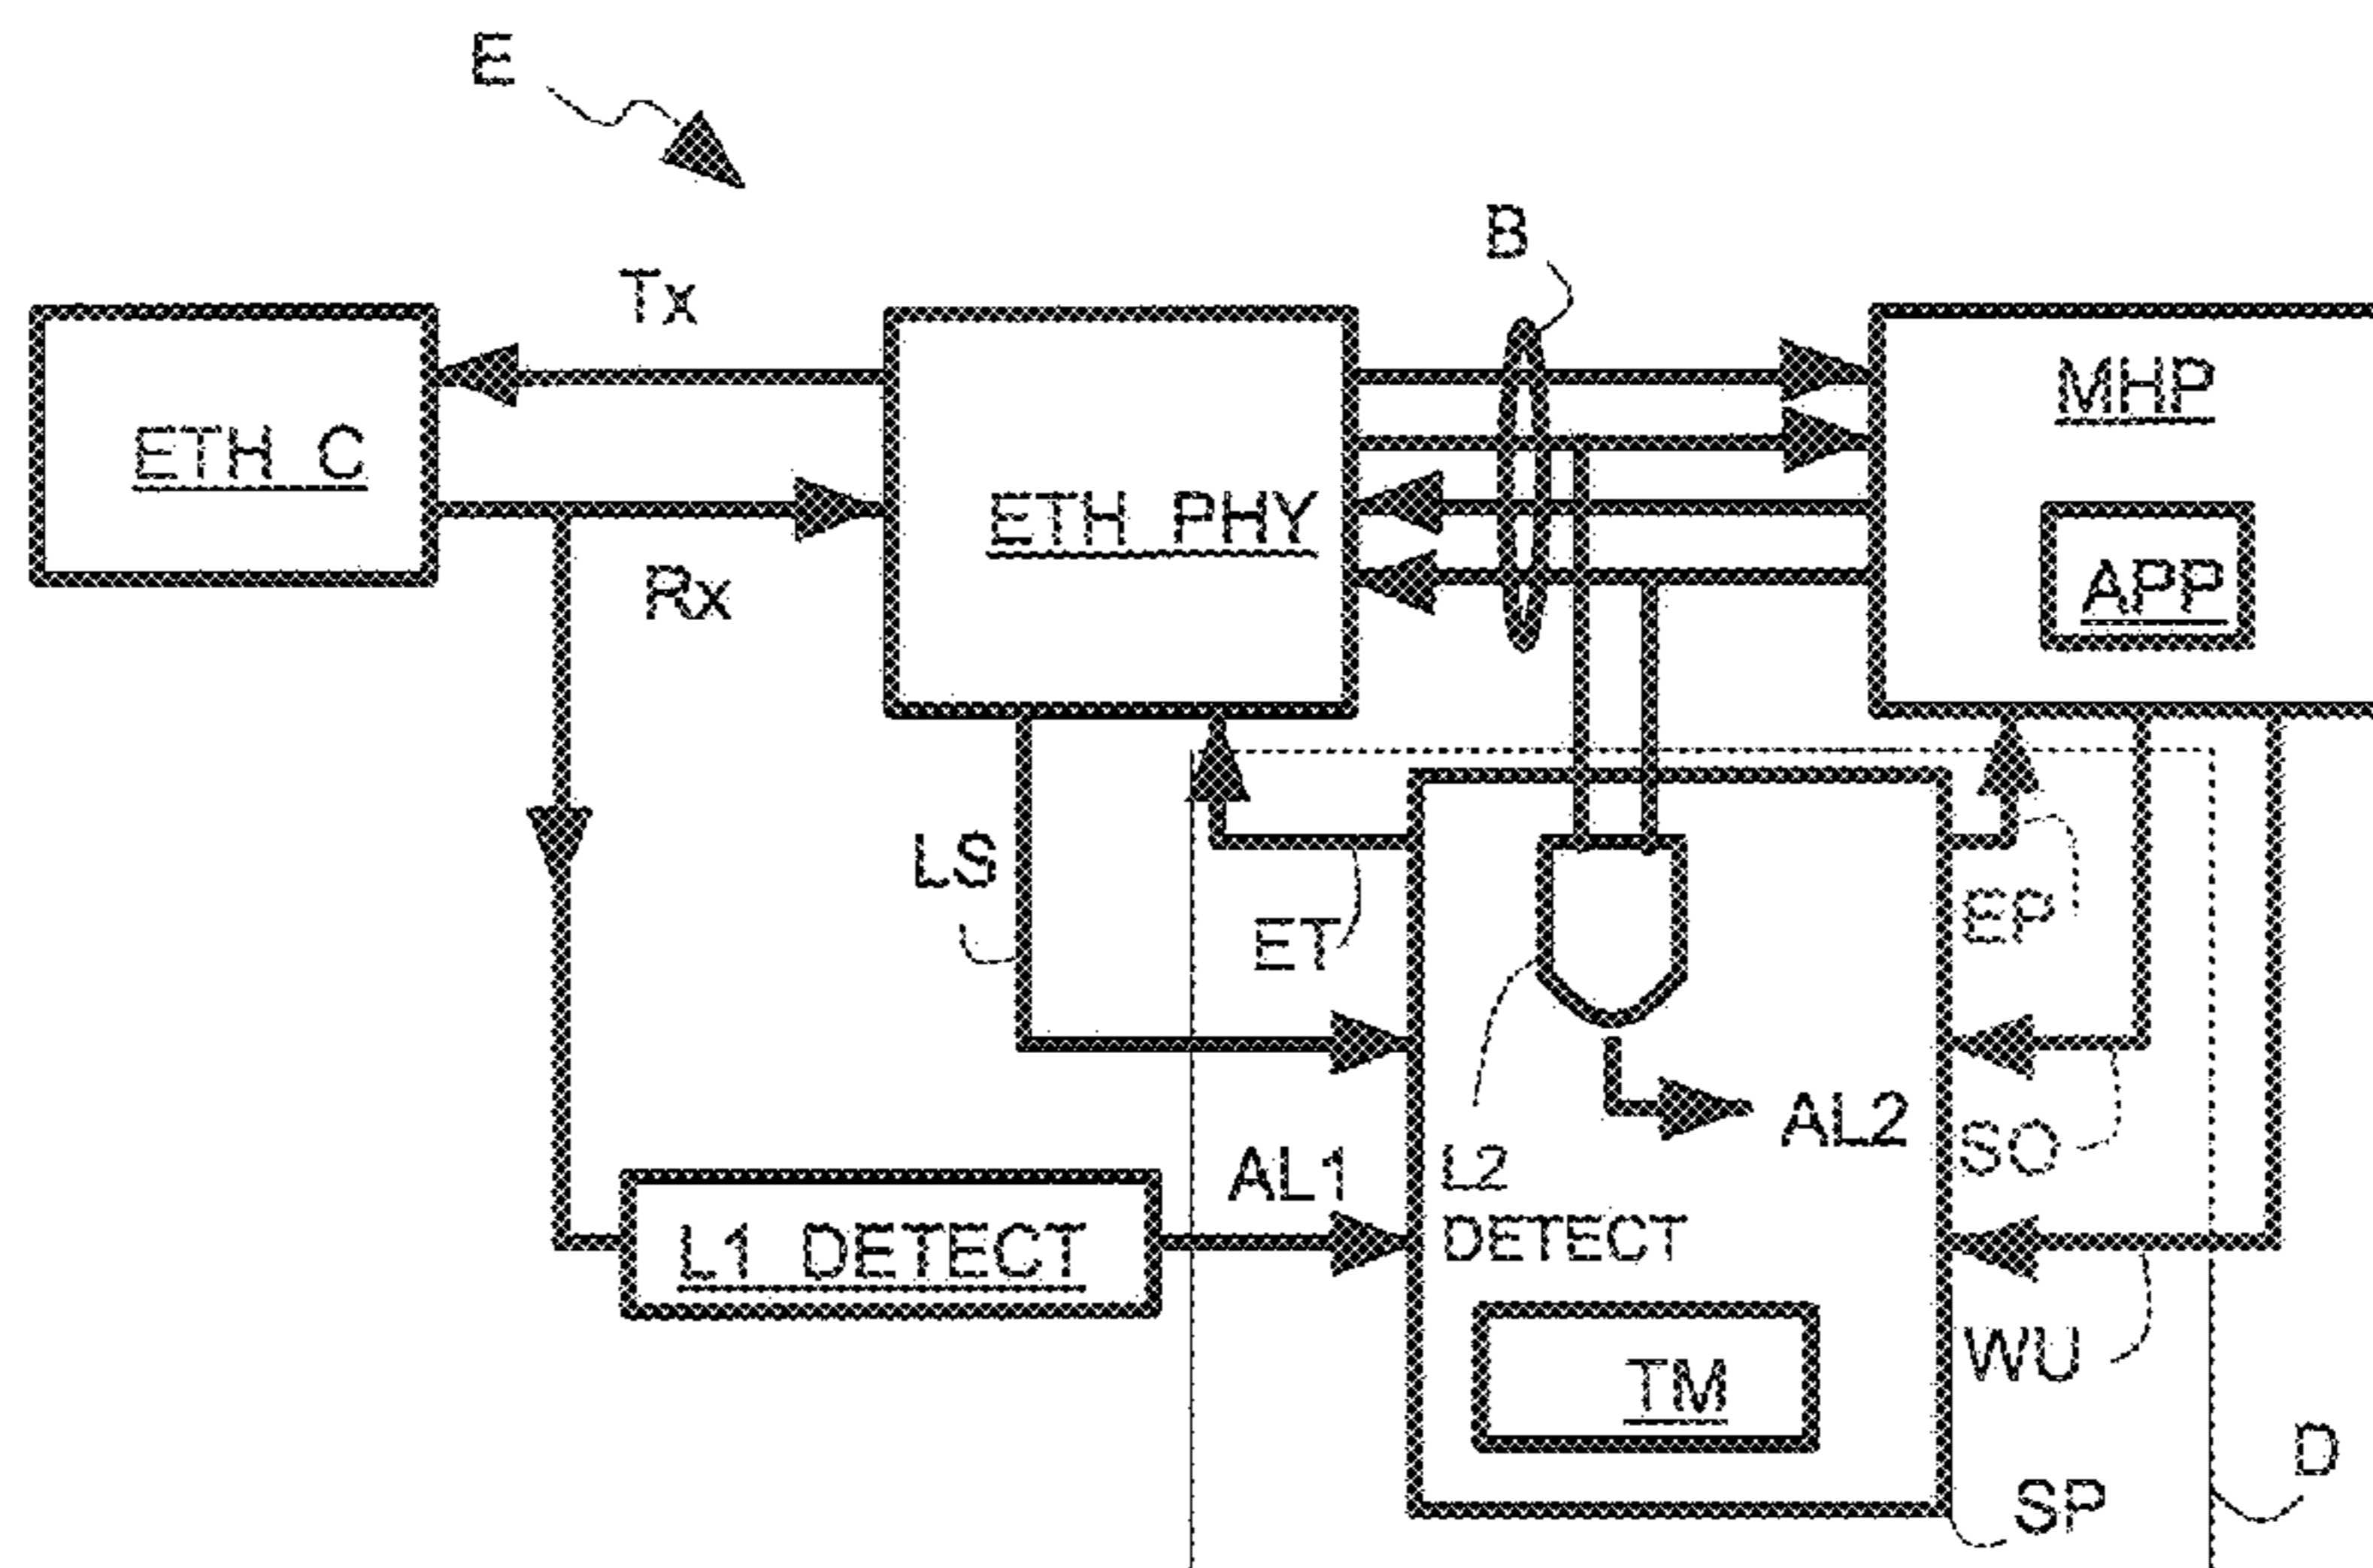 E
B
Tx
MHP
ETH C
ETH PHY
APP
Rx
LS
ET
EP
AL2
SO
AL1
L2
DETECT
L1 DETECT
WU
TM
D
SP